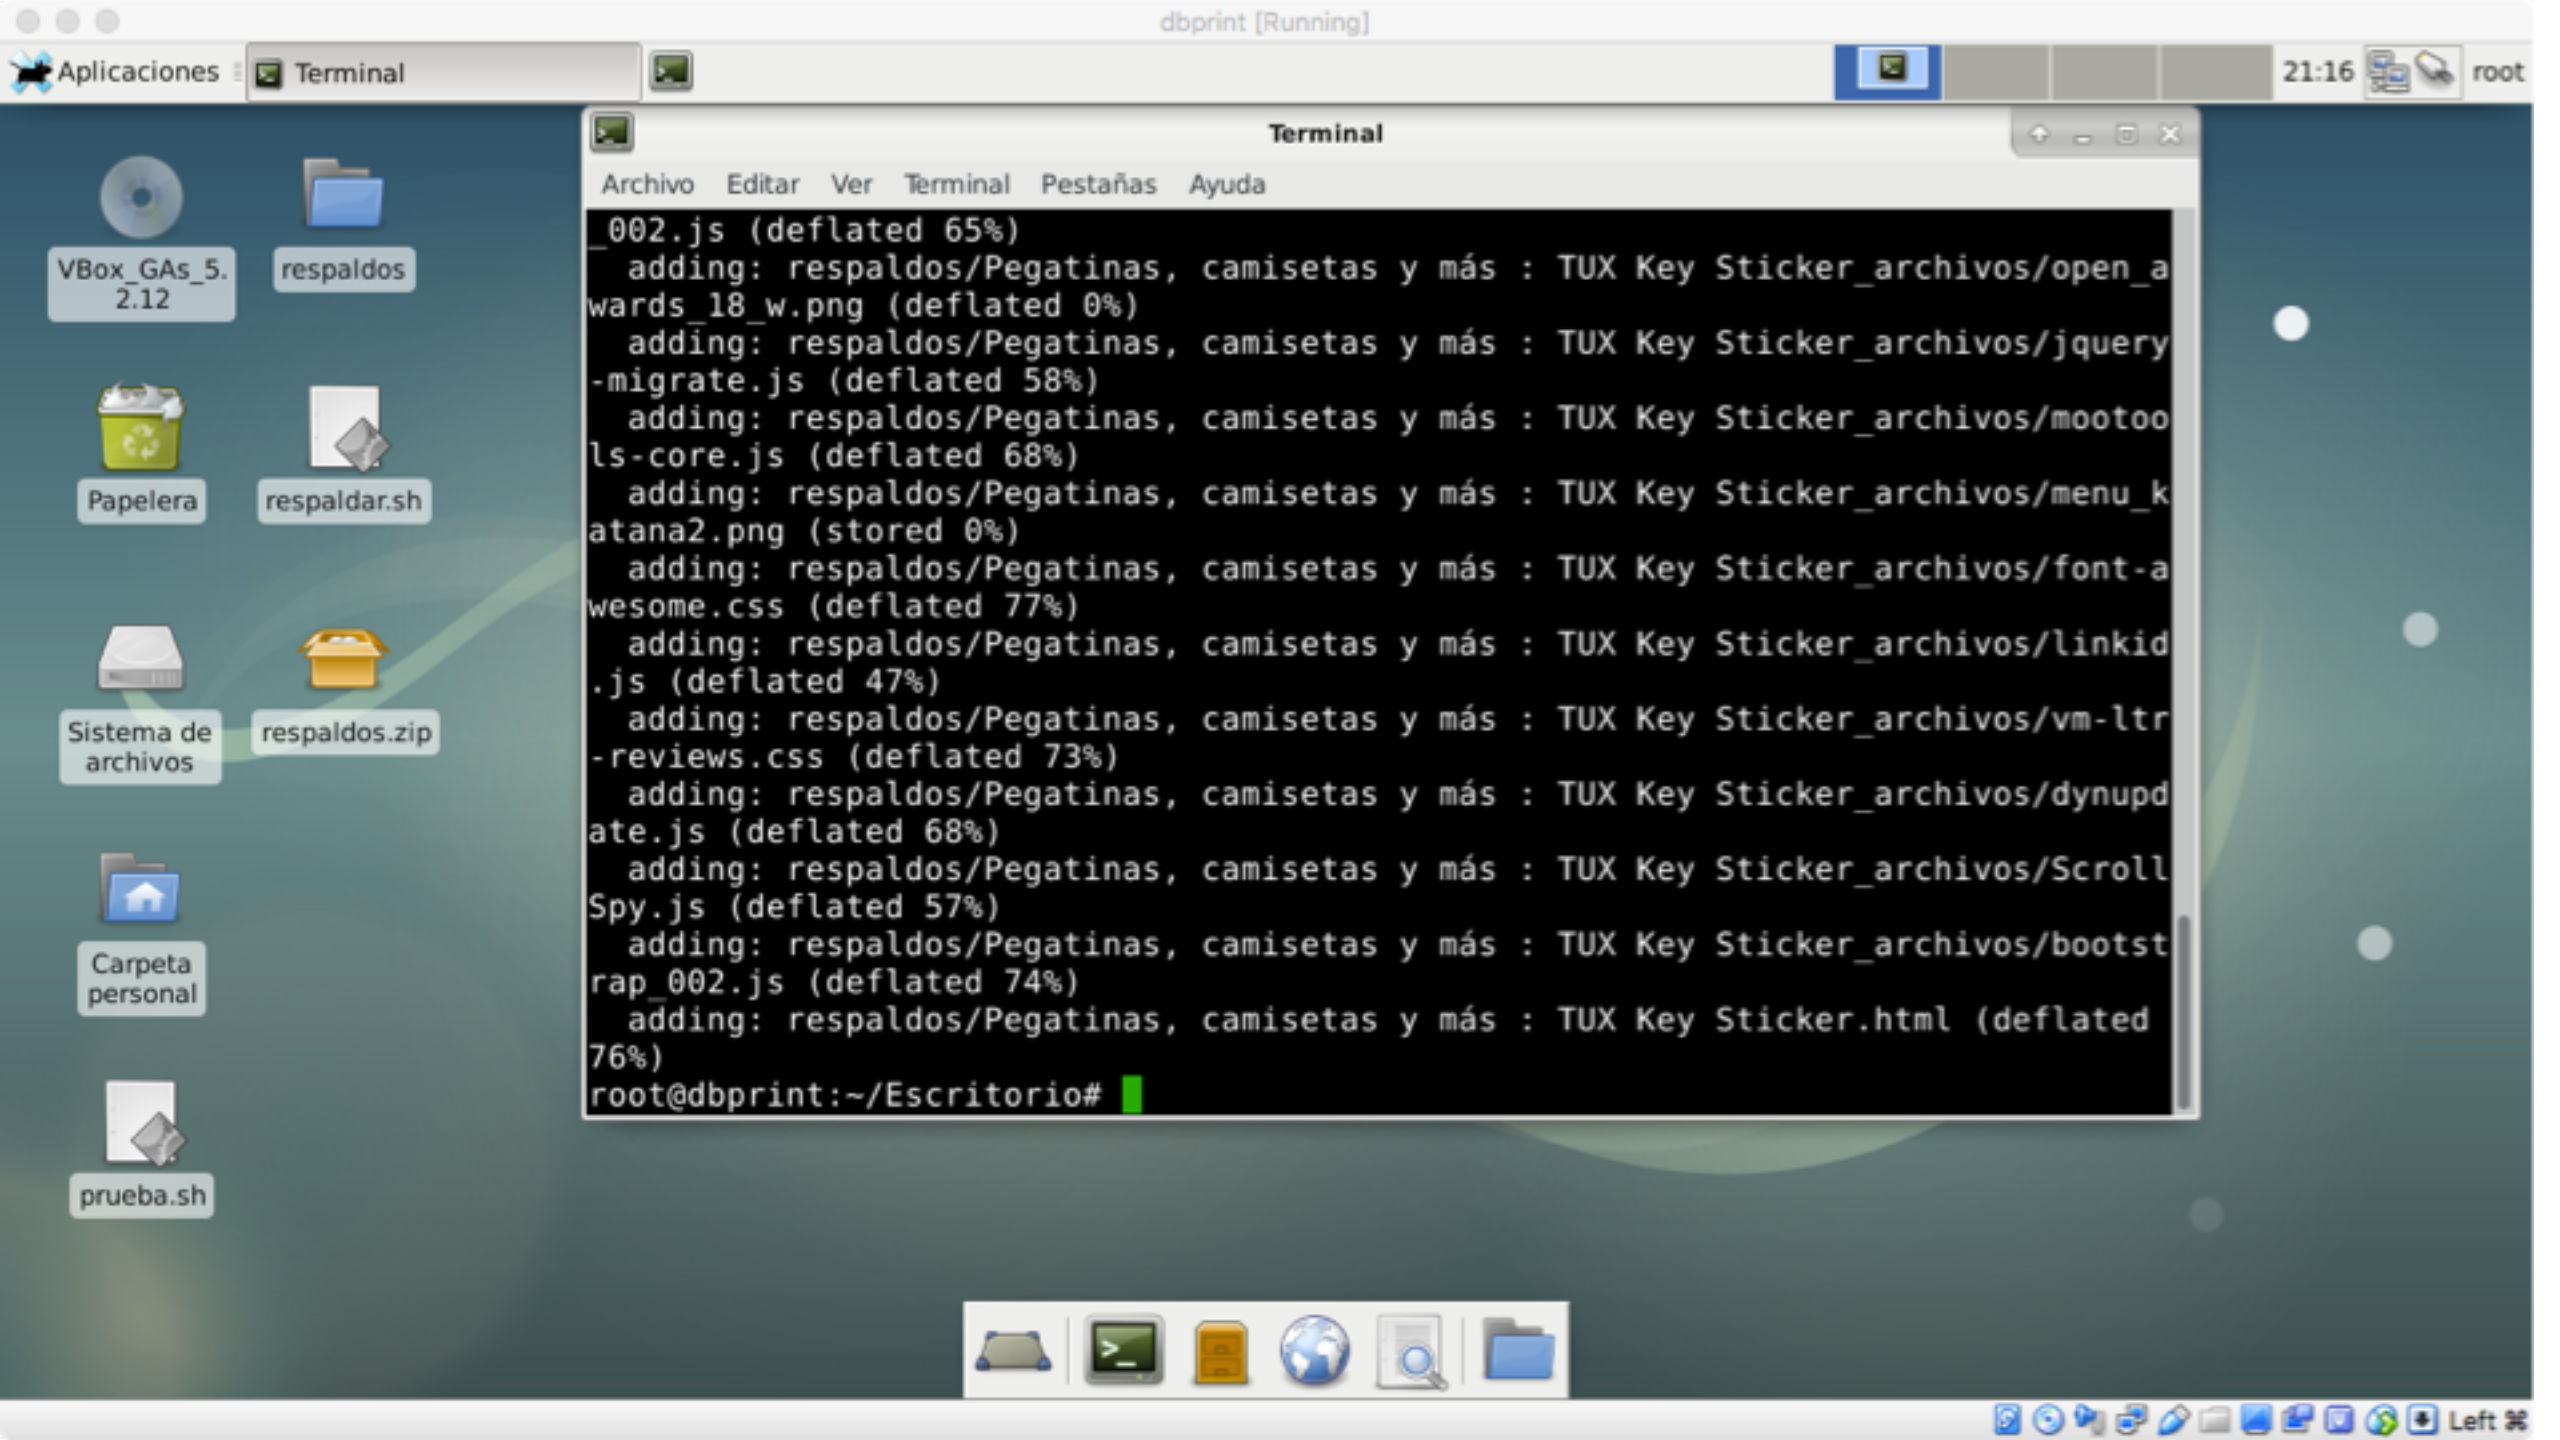 dbprint [Running]
Aplicaciones
Terminal
21:16
root
Terminal
Archivo Editar Ver Terminal Pestañas Ayuda
VBox_GAs_5.
2.12
respaldos
Papelera
respaldar.sh
Sistema de
archivos
respaldos.zip
Carpeta
personal
prueba.sh
_002.js (deflated 65%)
  adding: respaldos/Pegatinas, camisetas y más : TUX Key Sticker_archivos/open_a
wards_18_w.png (deflated 0%)
  adding: respaldos/Pegatinas, camisetas y más : TUX Key Sticker_archivos/jquery
-migrate.js (deflated 58%)
  adding: respaldos/Pegatinas, camisetas y más : TUX Key Sticker_archivos/mootoo
ls-core.js (deflated 68%)
  adding: respaldos/Pegatinas, camisetas y más : TUX Key Sticker_archivos/menu_k
atana2.png (stored 0%)
  adding: respaldos/Pegatinas, camisetas y más : TUX Key Sticker_archivos/font-a
wesome.css (deflated 77%)
  adding: respaldos/Pegatinas, camisetas y más : TUX Key Sticker_archivos/linkid
.js (deflated 47%)
  adding: respaldos/Pegatinas, camisetas y más : TUX Key Sticker_archivos/vm-ltr
-reviews.css (deflated 73%)
  adding: respaldos/Pegatinas, camisetas y más : TUX Key Sticker_archivos/dynupd
ate.js (deflated 68%)
  adding: respaldos/Pegatinas, camisetas y más : TUX Key Sticker_archivos/Scroll
Spy.js (deflated 57%)
  adding: respaldos/Pegatinas, camisetas y más : TUX Key Sticker_archivos/bootst
rap_002.js (deflated 74%)
  adding: respaldos/Pegatinas, camisetas y más : TUX Key Sticker.html (deflated
76%)
root@dbprint:~/Escritorio#
Left ⌘